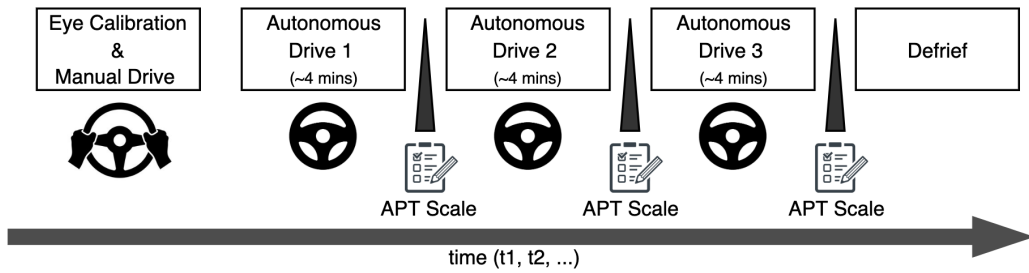 Eye Calibration
&
Manual Drive
Autonomous
Drive 1
(~4 mins)
Autonomous
Drive 2
(~4 mins)
Autonomous
Drive 3
(~4 mins)
Defrief
APT Scale
APT Scale
APT Scale
time (t1, t2, ...)